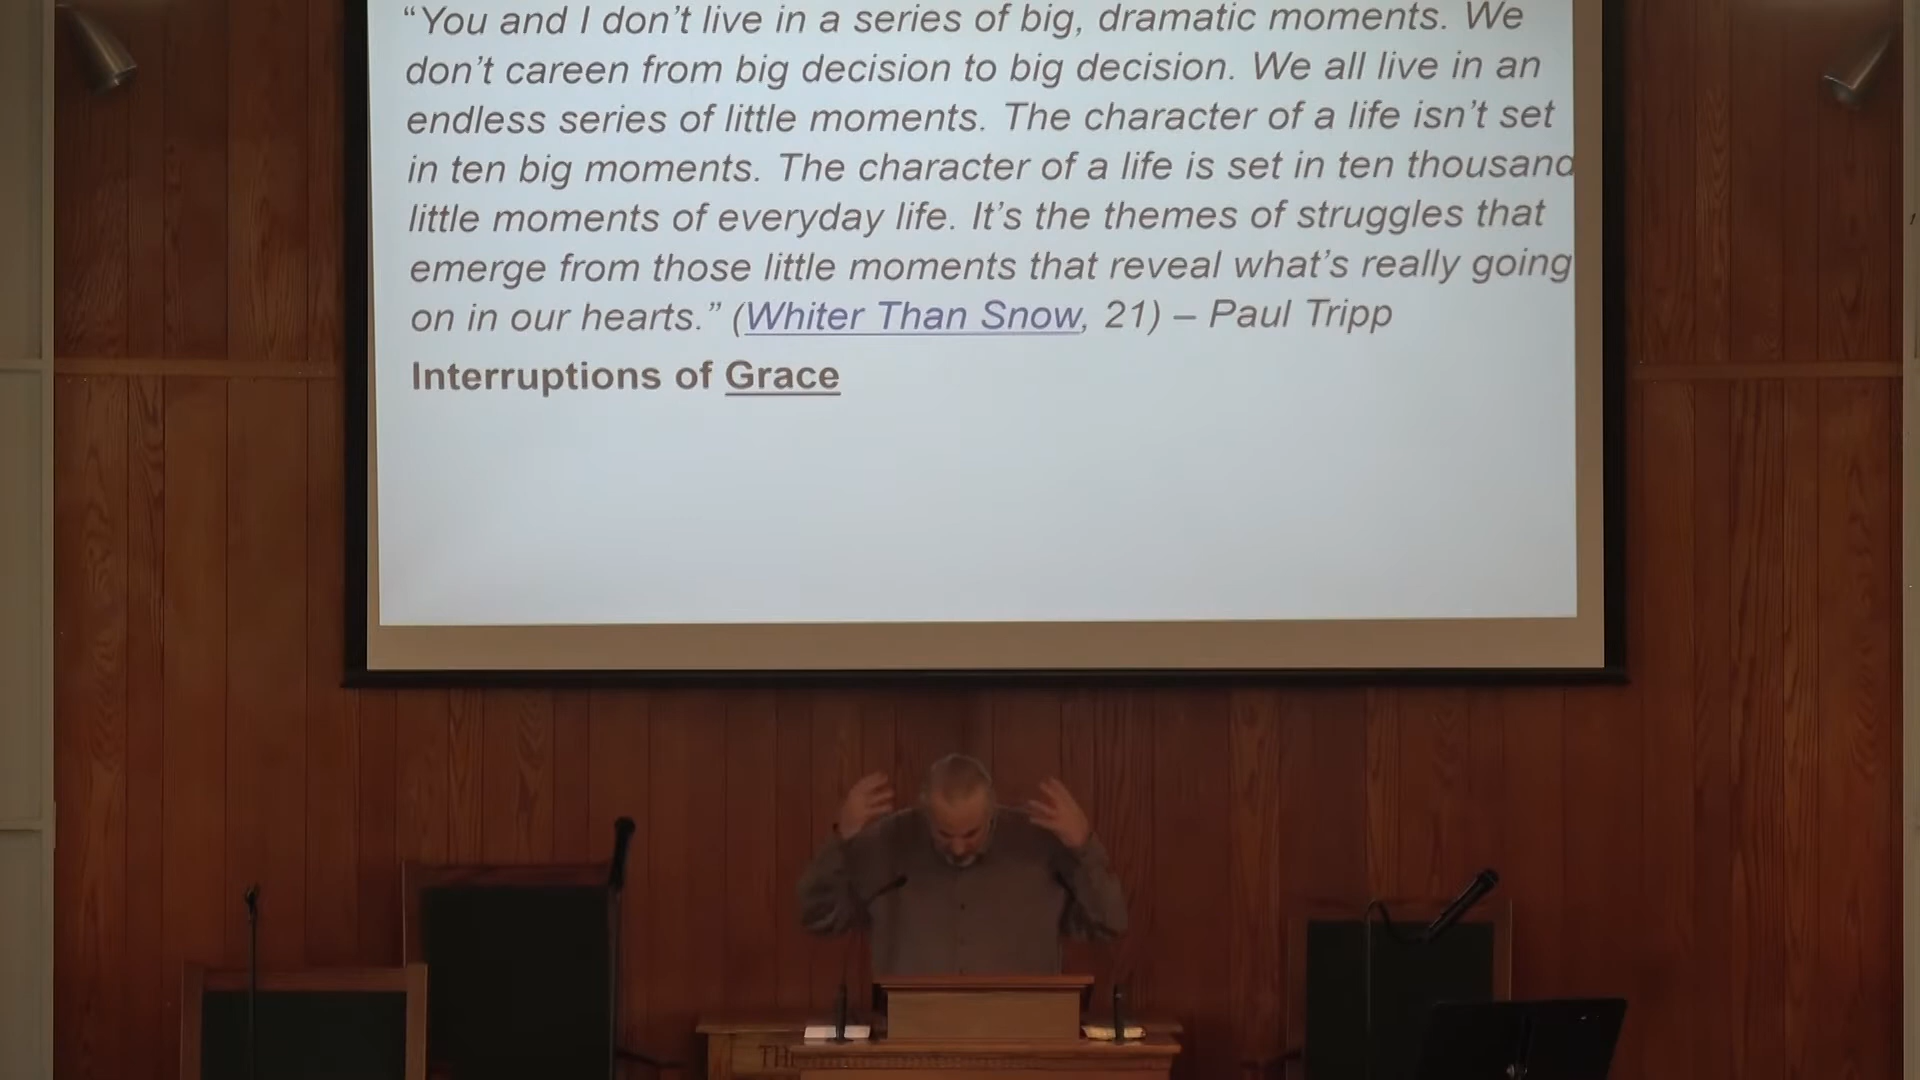 “You and I don’t live in a series of big, dramatic moments. We
don’t careen from big decision to big decision. We all live in an
endless series of little moments. The character of a life isn’t set
in ten big moments. The character of a life is set in ten thousand
little moments of everyday life. It’s the themes of struggles that
emerge from those little moments that reveal what’s really going
on in our hearts.” (Whiter Than Snow, 21) – Paul Tripp
Interruptions of Grace